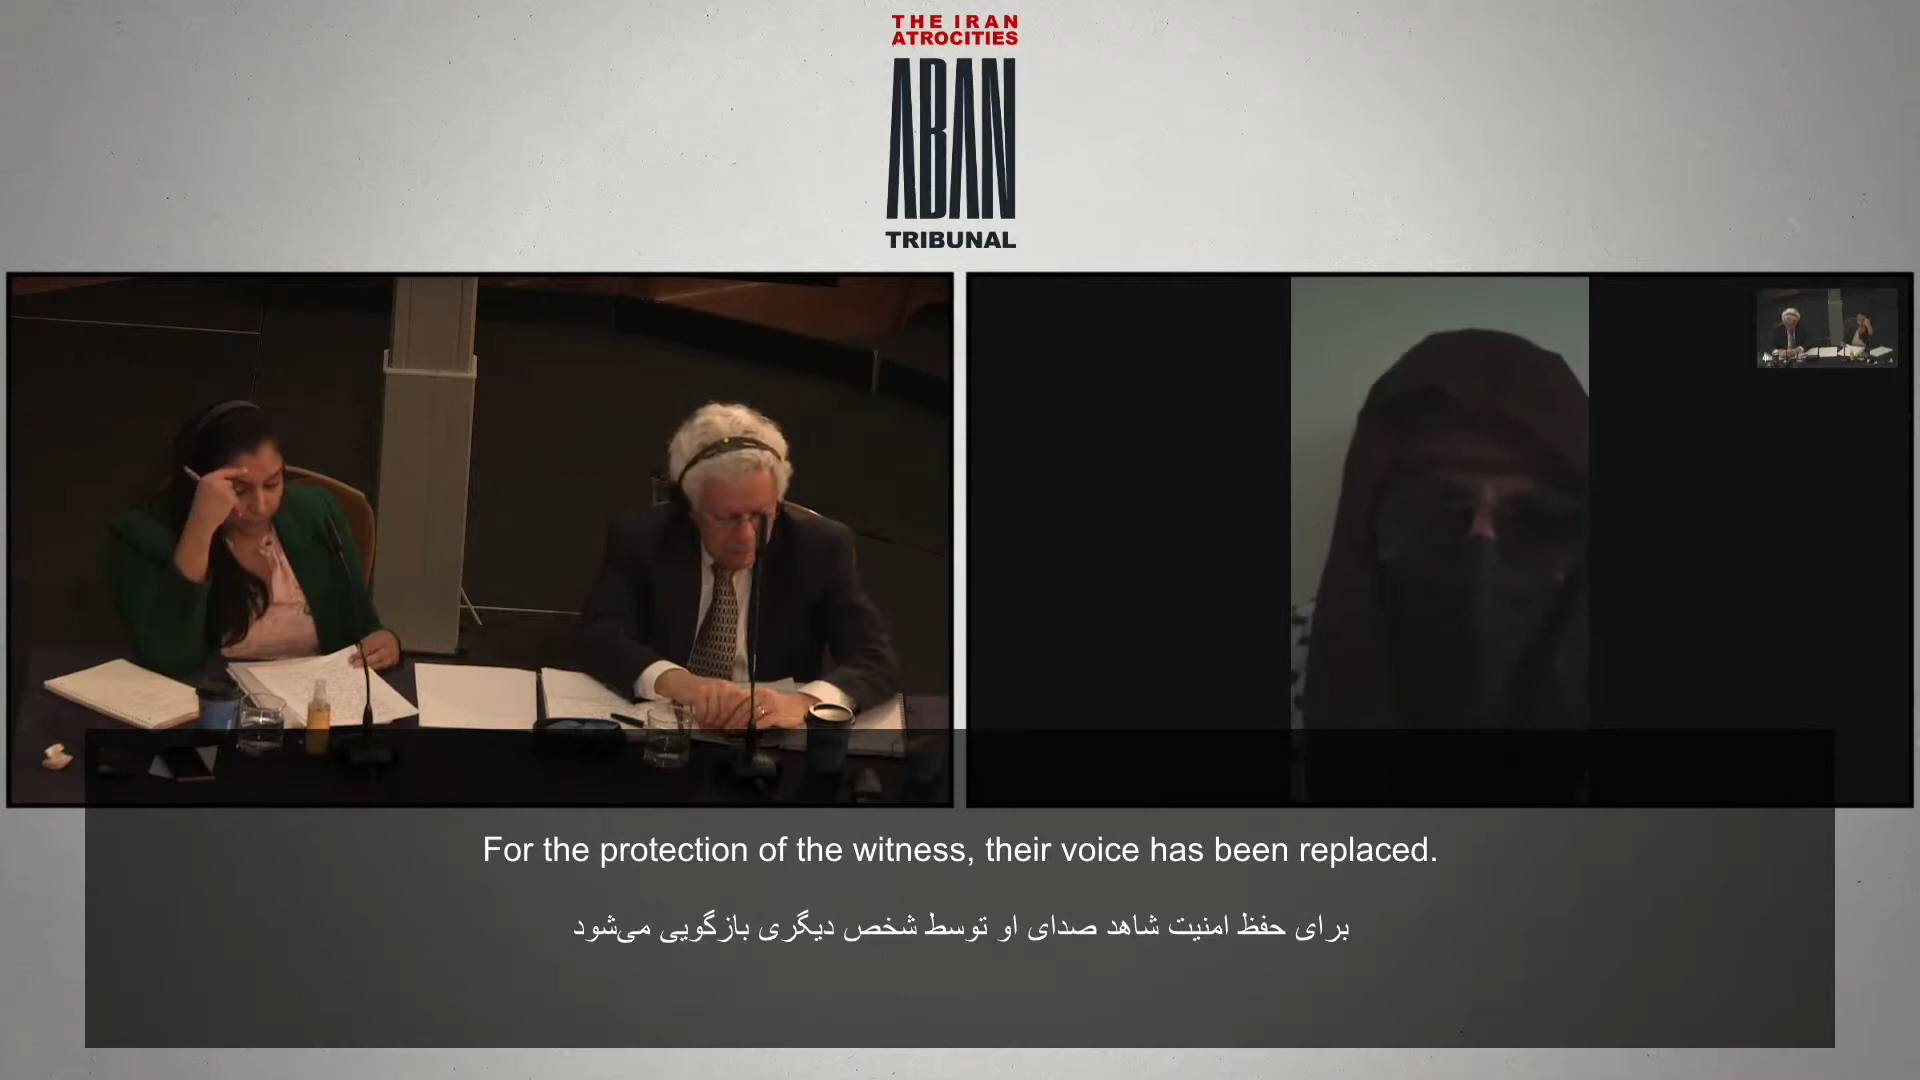 THE IRAN
ATROCITIES
ABAN
TRIBUNAL
For the protection of the witness, their voice has been replaced.
برای حفظ امنیت شاهد صدای او توسط شخص دیگری بازگویی می‌شود